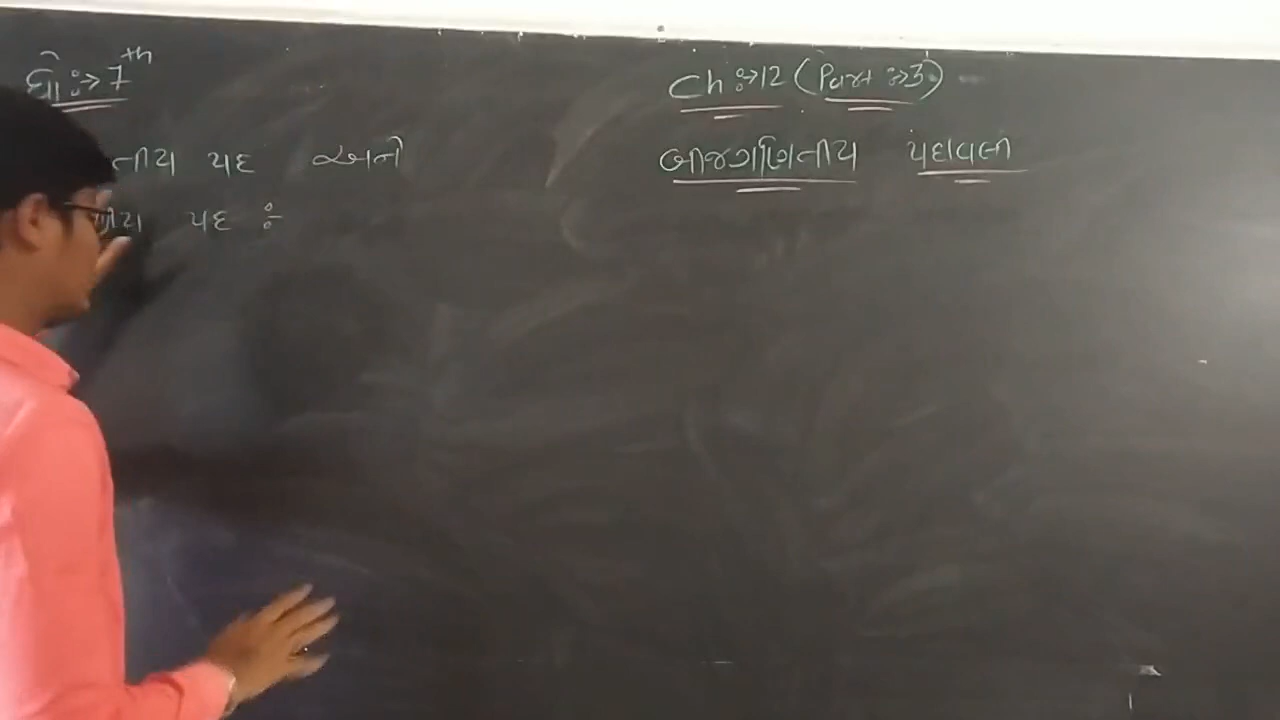 ધો :-> 7th
Ch :-> 12 (Part :-> 3)
પદ અને
બીજગણિતીય પદાવલી
પદ :